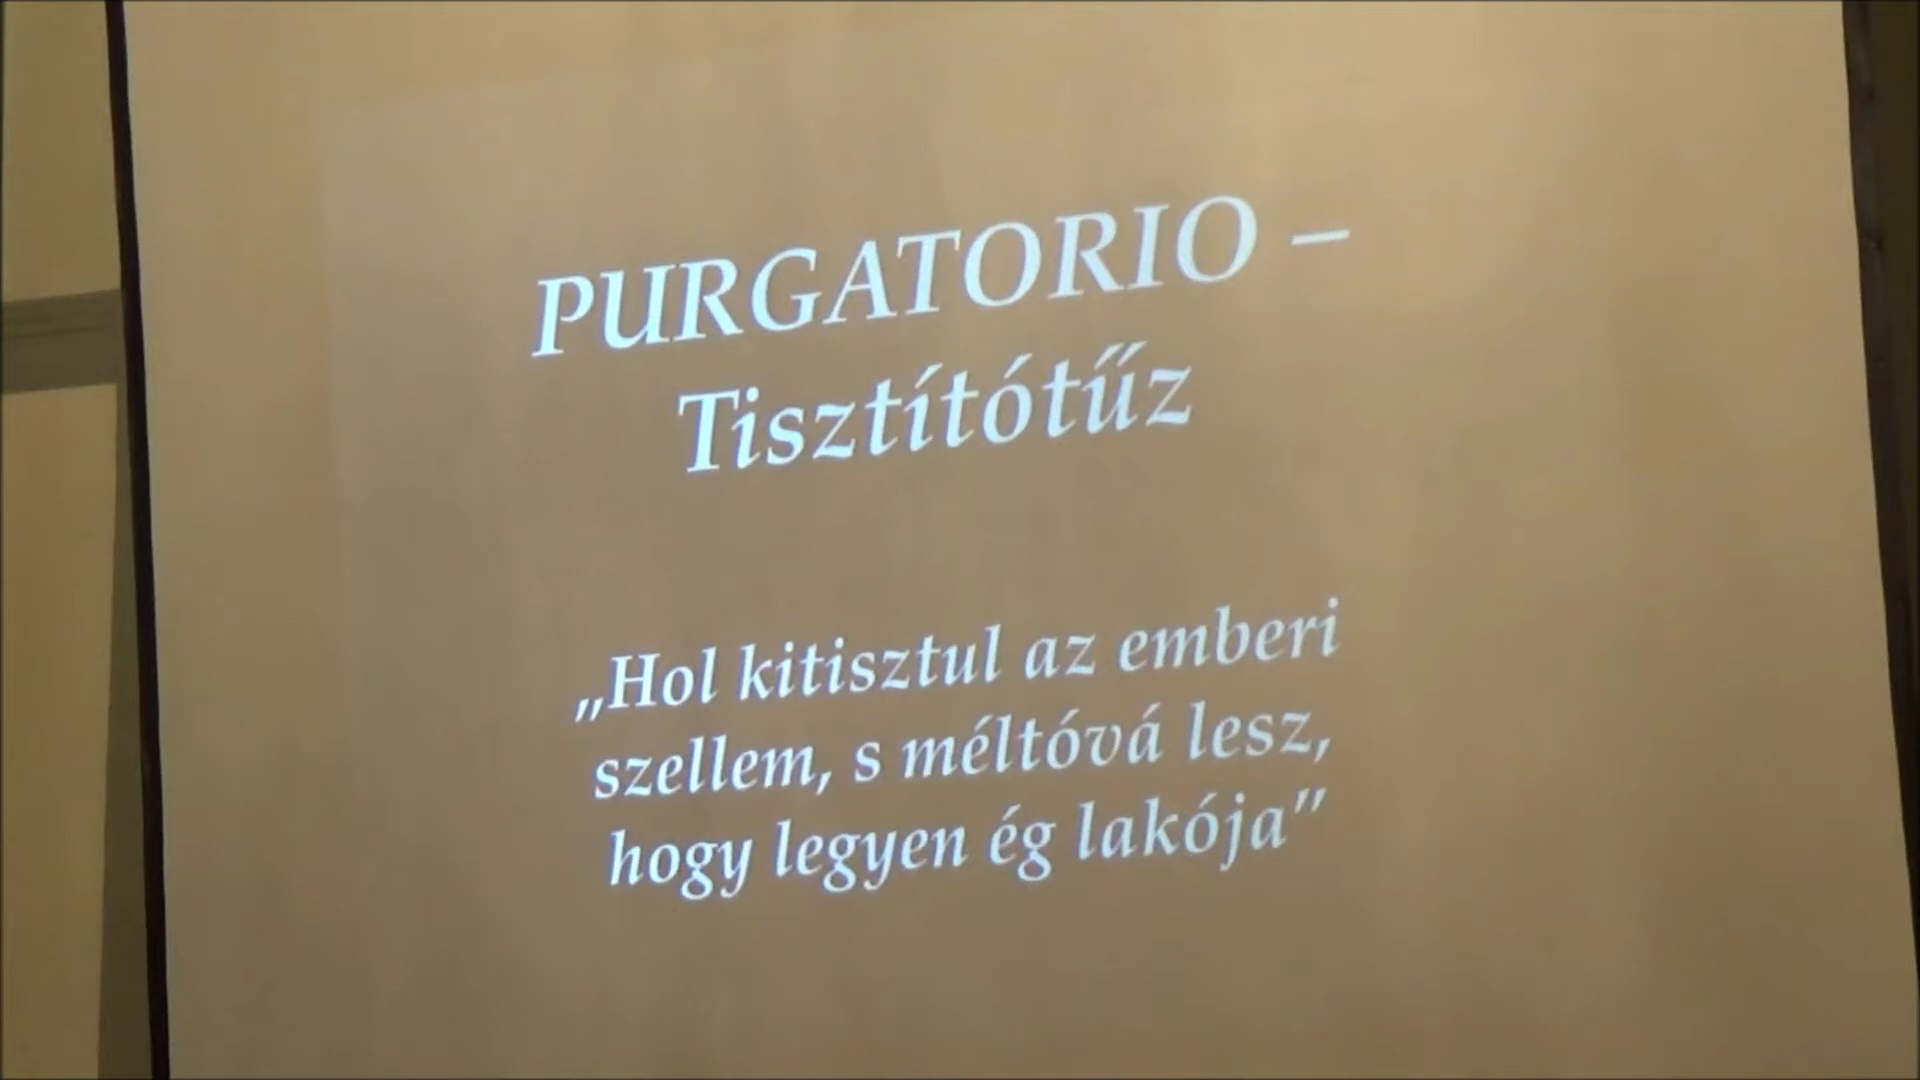 PURGATORIO –
Tisztítótűz
„Hol kitisztul az emberi
szellem, s méltóvá lesz,
hogy legyen ég lakója”